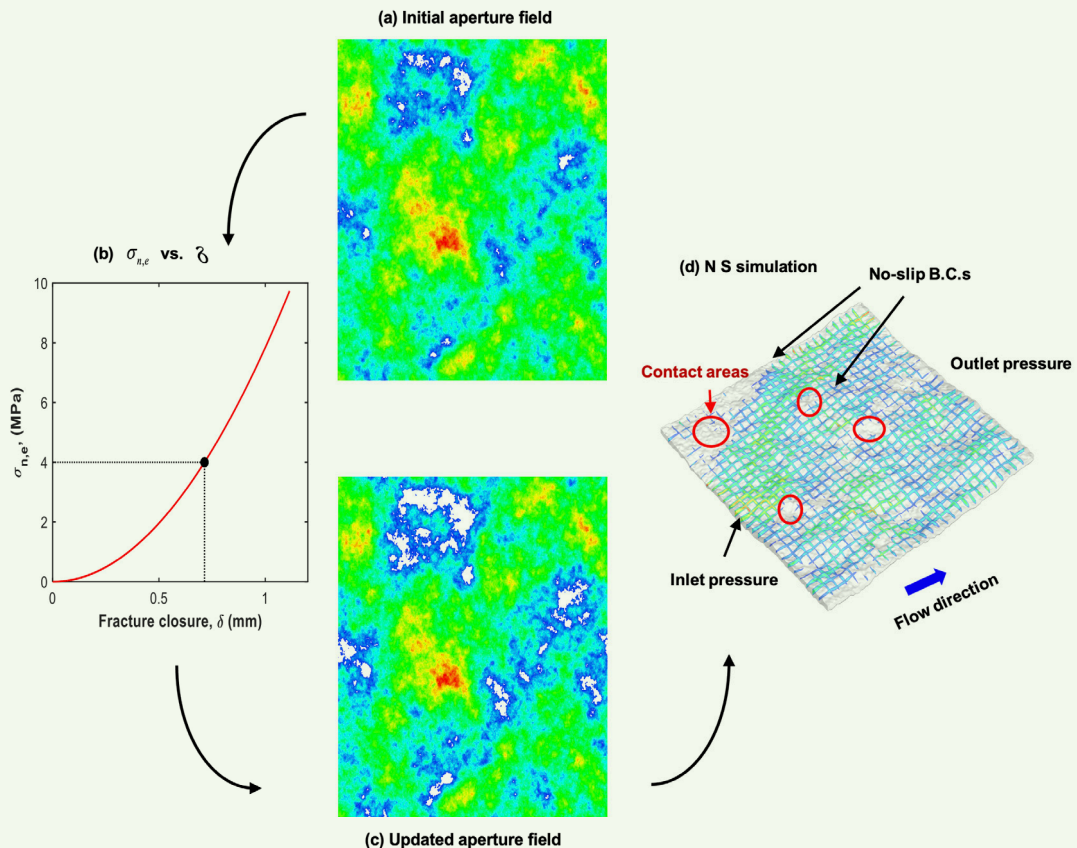 (a) Initial aperture field
(b) σn,e vs. δ
10
8
6
4
2
0
σn,e, (MPa)
0
0.5
1
Fracture closure, δ (mm)
(c) Updated aperture field
(d) N S simulation
No-slip B.C.s
Outlet pressure
Contact areas
Inlet pressure
Flow direction